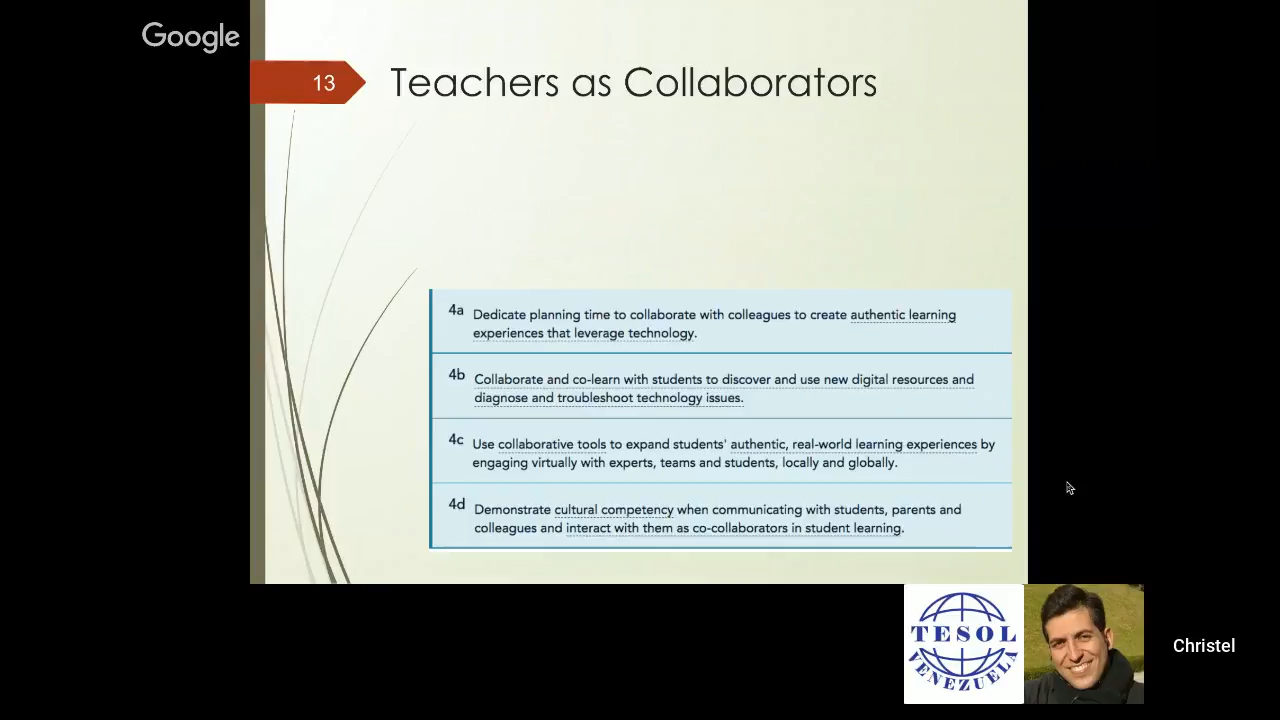 Google
13
Teachers as Collaborators
4a Dedicate planning time to collaborate with colleagues to create authentic learning
experiences that leverage technology.
4b Collaborate and co-learn with students to discover and use new digital resources and
diagnose and troubleshoot technology issues.
4c Use collaborative tools to expand students' authentic, real-world learning experiences by
engaging virtually with experts, teams and students, locally and globally.
4d Demonstrate cultural competency when communicating with students, parents and
colleagues and interact with them as co-collaborators in student learning.
TESOL
VENEZUELA
Christel